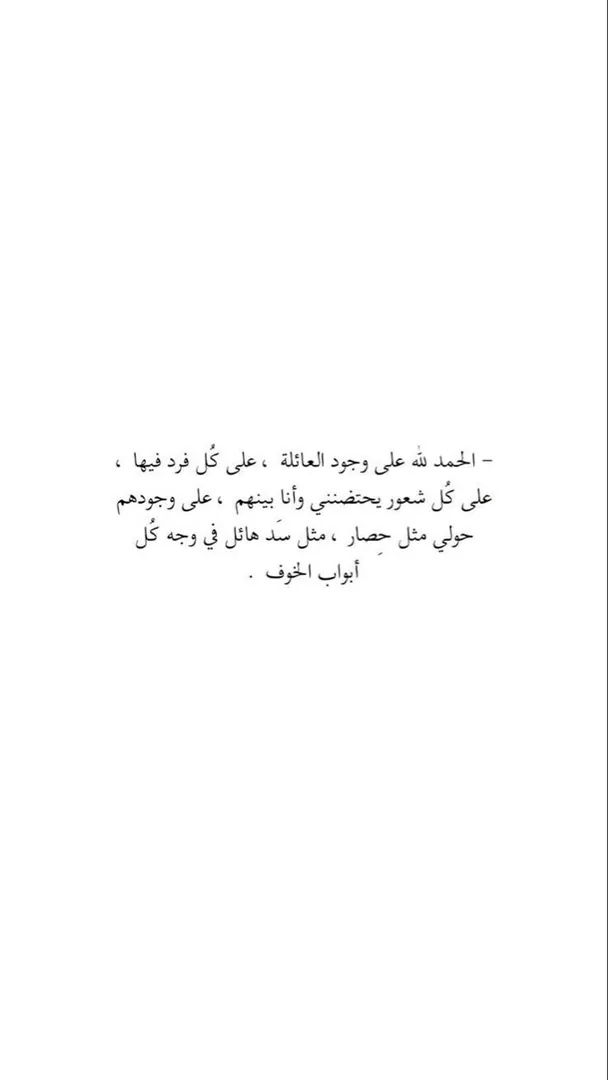 – الحمد لله على وجود العائلة ، على كُل فرد فيها ،
على كُل شعور يحتضنني وأنا بينهم ، على وجودهم
حولي مثل حِصار ، مثل سَد هائل في وجه كُل
أبواب الخوف .